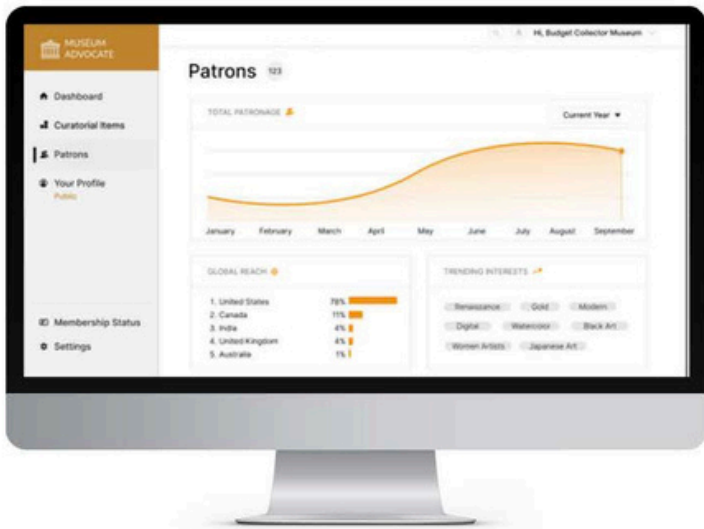 MUSEUM
ADVOCATE
Hi, Budget Collector Museum
Dashboard
Curatorial Items
Patrons
Your Profile
Public
Membership Status
Settings
Patrons 123
TOTAL PATRONAGE
Current Year
January February March April May June July August September
GLOBAL REACH
1. United States 78%
2. Canada 11%
3. India 4%
4. United Kingdom 4%
5. Australia 1%
TRENDING INTERESTS
Renaissance Gold Modern
Digital Watercolor Black Art
Women Artists Japanese Art